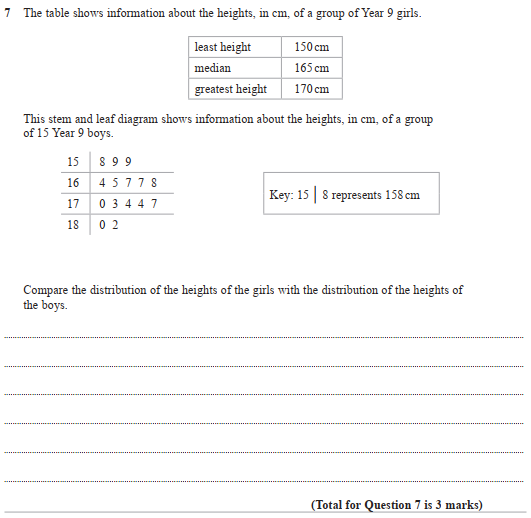 7 The table shows information about the heights, in cm, of a group of Year 9 girls.
least height 150 cm
median 165 cm
greatest height 170 cm
This stem and leaf diagram shows information about the heights, in cm, of a group
of 15 Year 9 boys.
15 8 9 9
16 4 5 7 7 8
17 0 3 4 4 7
18 0 2
Key: 15 | 8 represents 158 cm
Compare the distribution of the heights of the girls with the distribution of the heights of
the boys.
(Total for Question 7 is 3 marks)